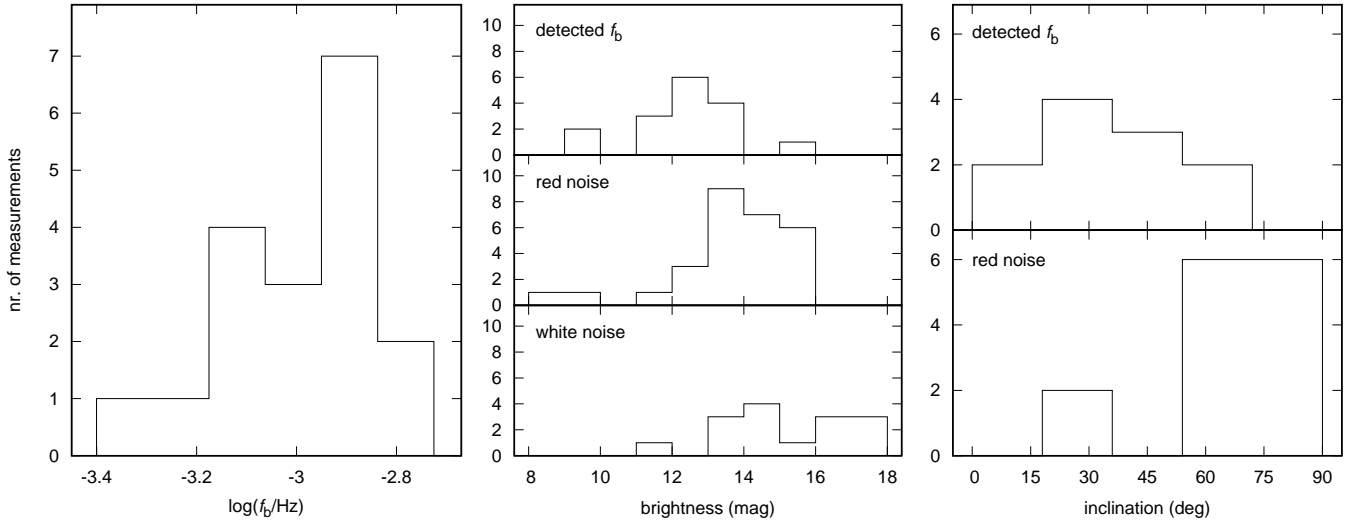 nr. of measurements
7
6
5
4
3
2
1
0
-3.4 -3.2 -3 -2.8
log(fb/Hz)
detected fb
10
8
6
4
2
0
red noise
10
8
6
4
2
0
white noise
10
8
6
4
2
0
8 10 12 14 16 18
brightness (mag)
detected fb
6
4
2
0
red noise
6
4
2
0
0 15 30 45 60 75 90
inclination (deg)